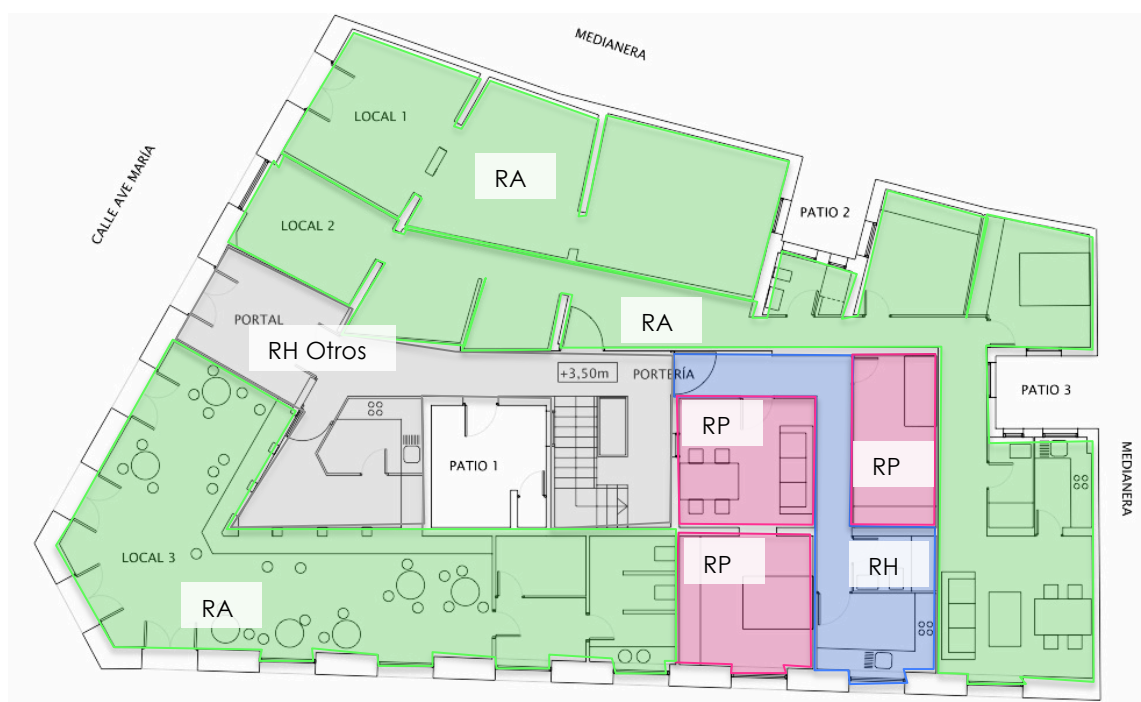 MEDIANERA
LOCAL 1
CALLE AVE MARÍA
RA
PATIO 2
LOCAL 2
PORTAL
RA
RH Otros
+3,50m
PORTERÍA
PATIO 3
RP
RP
PATIO 1
MEDIANERA
LOCAL 3
RP
RH
RA